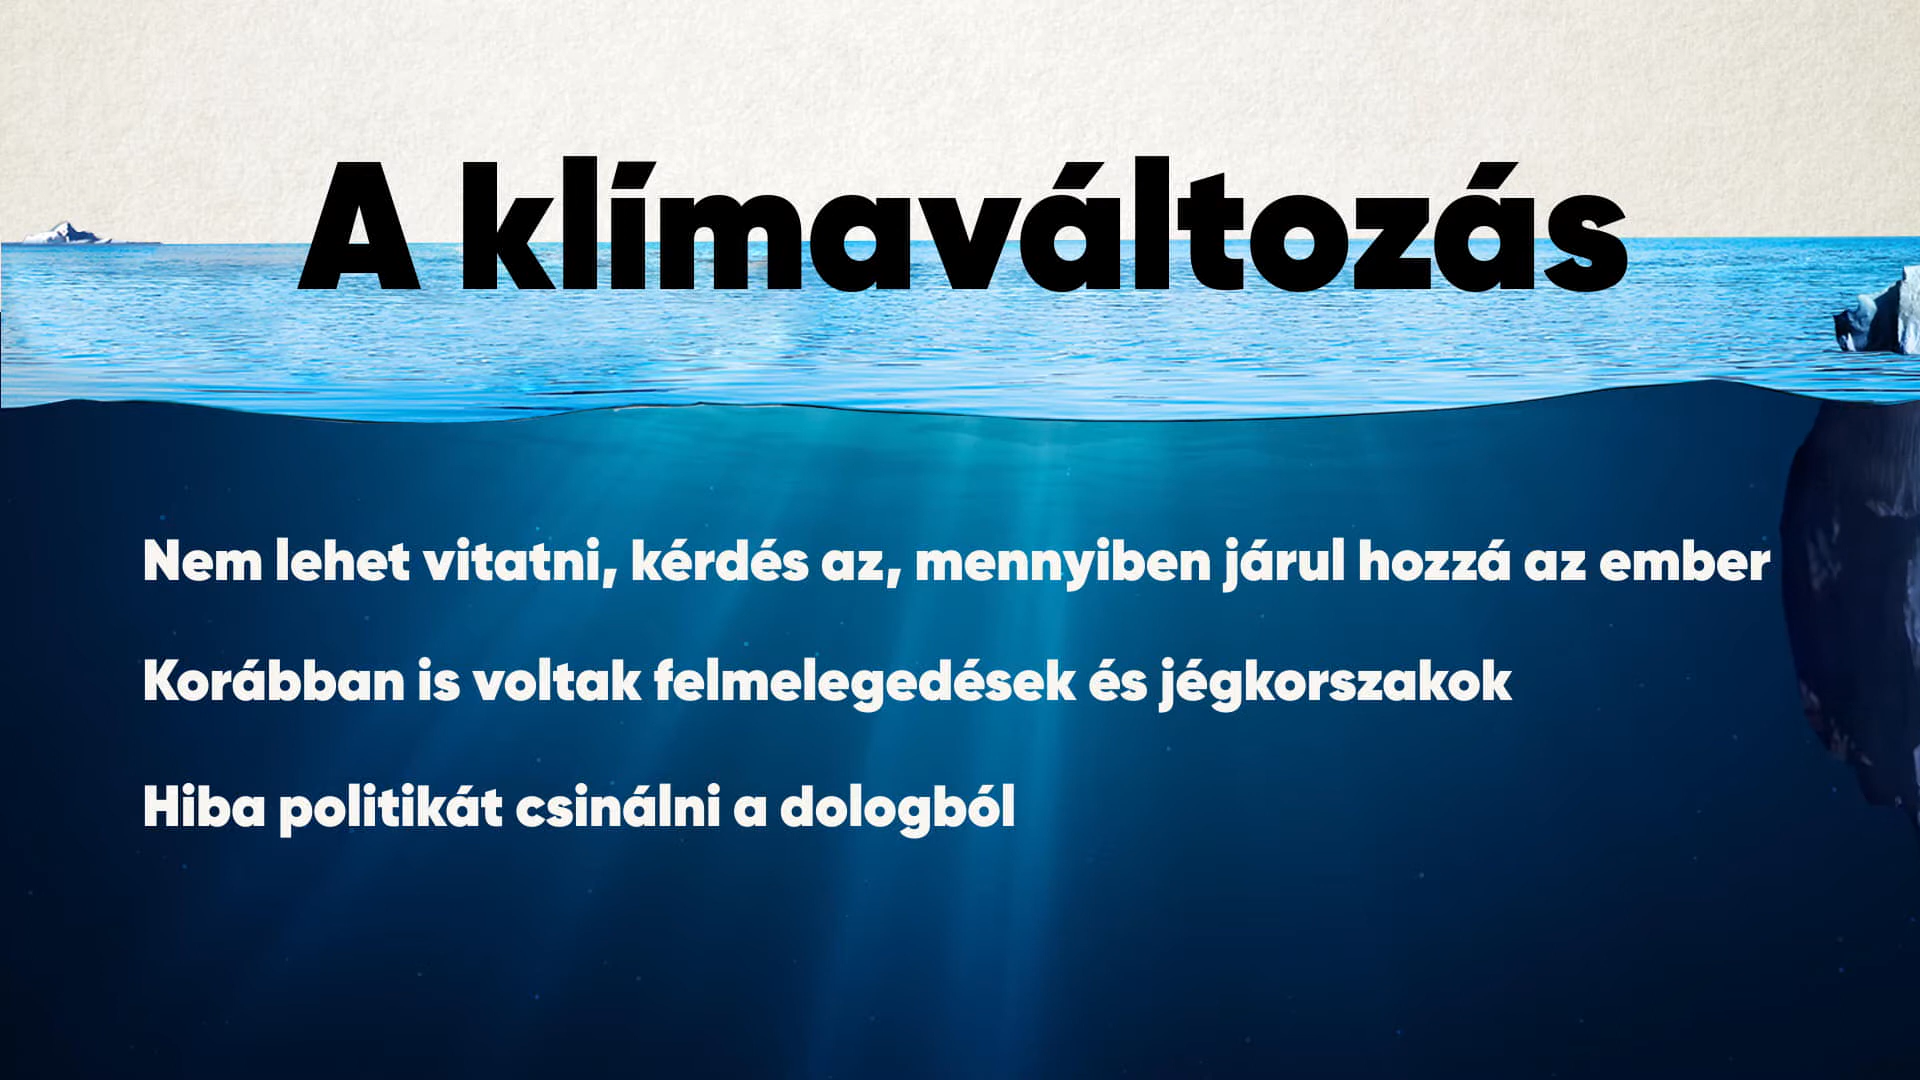 A klímaváltozás
Nem lehet vitatni, kérdés az, mennyiben járul hozzá az ember
Korábban is voltak felmelegedések és jégkorszakok
Hiba politikát csinálni a dologból